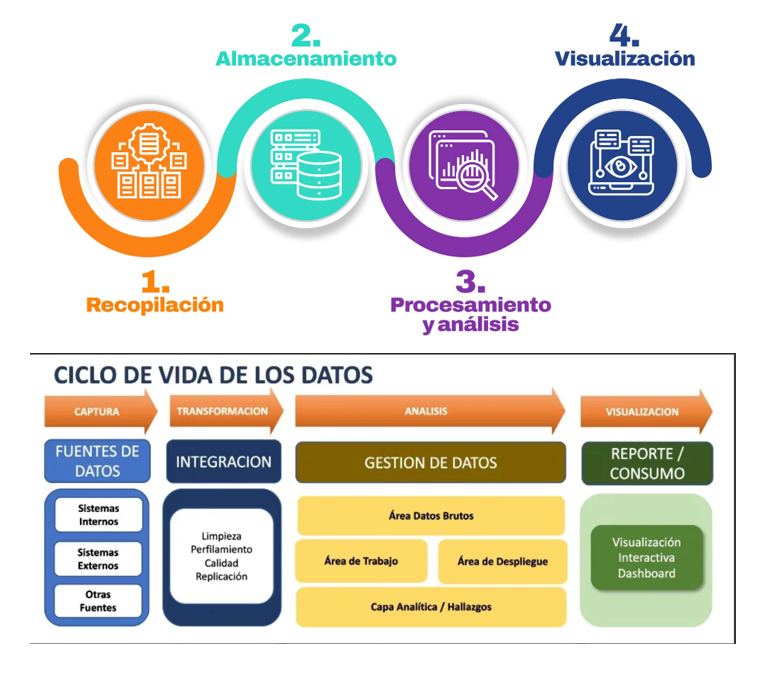 2.
Almacenamiento
4.
Visualización
1.
Recopilación
3.
Procesamiento
y análisis
CICLO DE VIDA DE LOS DATOS
CAPTURA
TRANSFORMACION
ANALISIS
VISUALIZACION
FUENTES DE
DATOS
INTEGRACION
GESTION DE DATOS
REPORTE /
CONSUMO
Sistemas
Internos
Sistemas
Externos
Otras
Fuentes
Limpieza
Perfilamiento
Calidad
Replicación
Área Datos Brutos
Área de Trabajo
Área de Despliegue
Capa Analítica / Hallazgos
Visualización
Interactiva
Dashboard